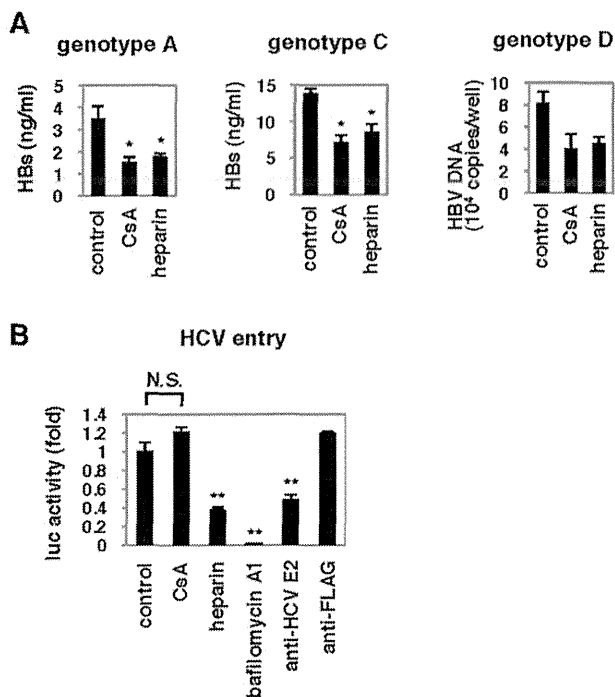 A
genotype A
HBs (ng/ml)
5
4
3
2
1
0
*
*
control
CsA
heparin
genotype C
HBs (ng/ml)
15
10
5
0
*
*
control
CsA
heparin
genotype D
HBV DNA
(10⁴ copies/well)
10
8
6
4
2
0
control
CsA
heparin
B
HCV entry
N.S.
luc activity (fold)
1.4
1.2
1
0.8
0.6
0.4
0.2
0
**
**
**
control
CsA
heparin
bafilomycin A1
anti-HCV E2
anti-FLAG